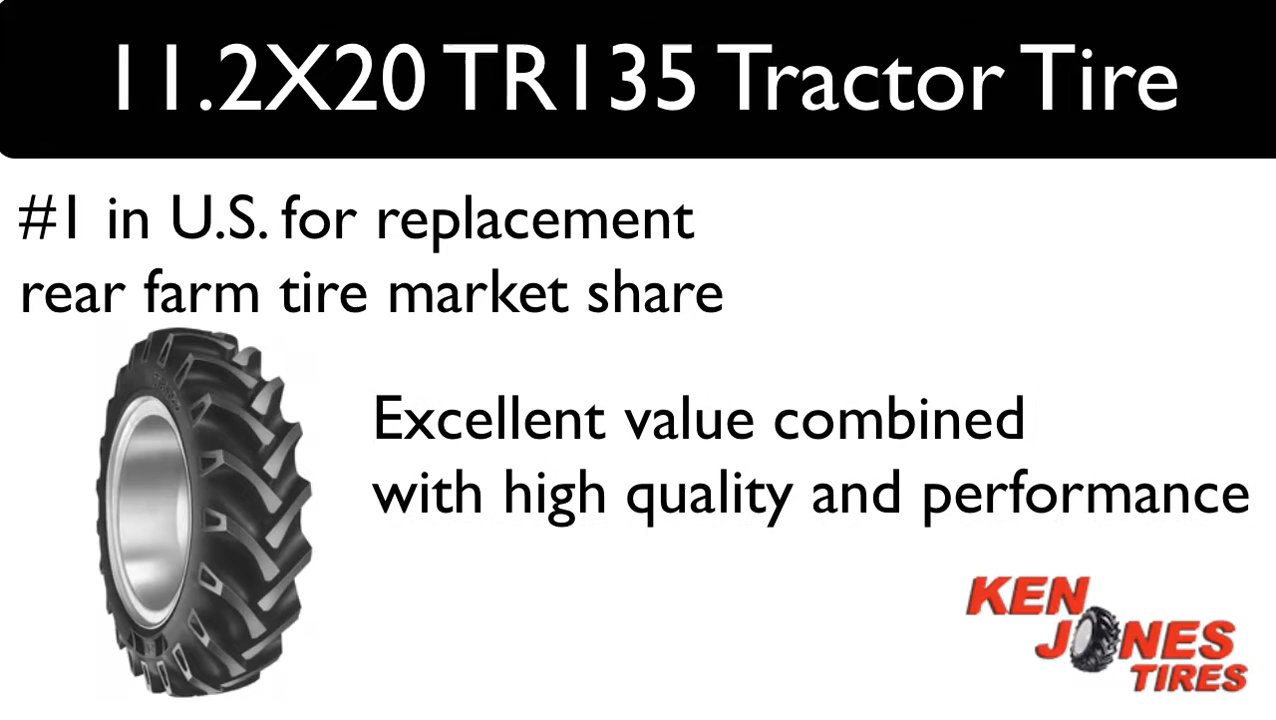 11.2X20 TR135 Tractor Tire
#1 in U.S. for replacement
rear farm tire market share
Excellent value combined
with high quality and performance
KEN
JONES
TIRES